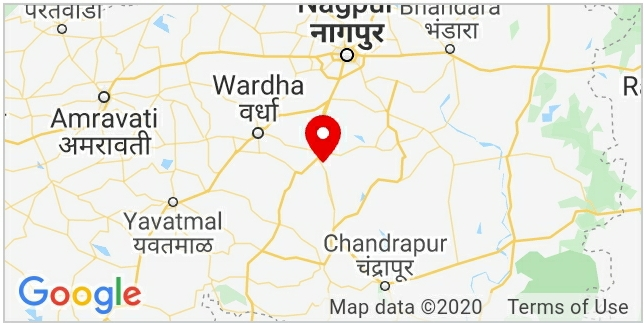 परतवाडा
Nagpur
नागपुर
Bhandara
भंडारा
Wardha
वर्धा
Amravati
अमरावती
Yavatmal
यवतमाळ
Chandrapur
चंद्रपूर
Google
Map data ©2020
Terms of Use